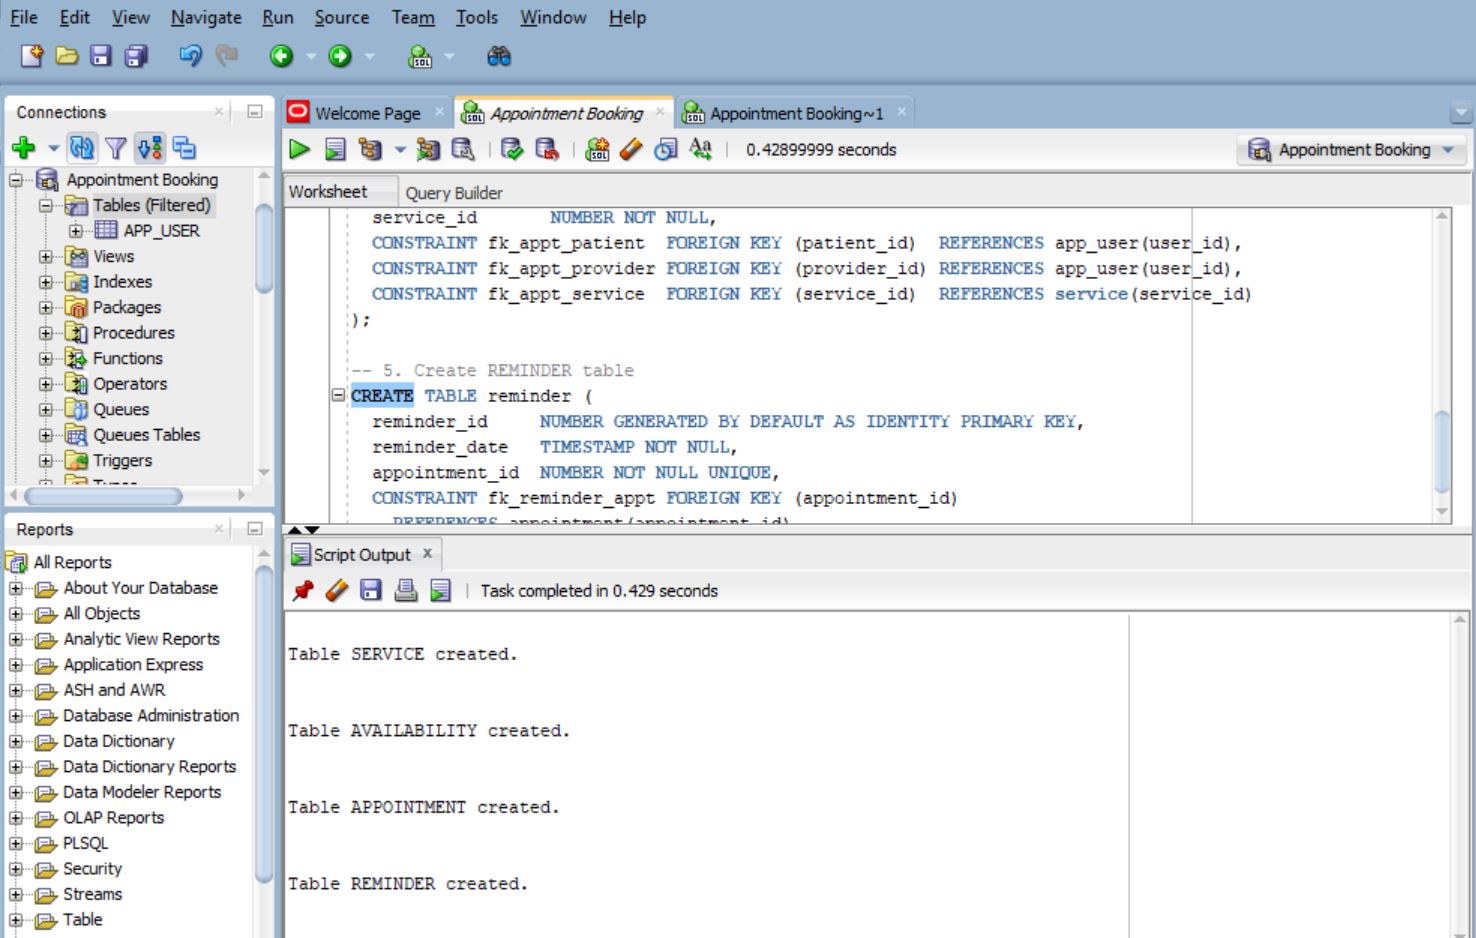 File Edit View Navigate Run Source Team Tools Window Help
Connections
Welcome Page
Appointment Booking
Appointment Booking~1
0.42899999 seconds
Appointment Booking
Appointment Booking
Tables (Filtered)
APP_USER
Views
Indexes
Packages
Procedures
Functions
Operators
Queues
Queues Tables
Triggers
Types
Worksheet
Query Builder
service_id NUMBER NOT NULL,
CONSTRAINT fk_appt_patient FOREIGN KEY (patient_id) REFERENCES app_user(user_id),
CONSTRAINT fk_appt_provider FOREIGN KEY (provider_id) REFERENCES app_user(user_id),
CONSTRAINT fk_appt_service FOREIGN KEY (service_id) REFERENCES service(service_id)
);
-- 5. Create REMINDER table
CREATE TABLE reminder (
reminder_id NUMBER GENERATED BY DEFAULT AS IDENTITY PRIMARY KEY,
reminder_date TIMESTAMP NOT NULL,
appointment_id NUMBER NOT NULL UNIQUE,
CONSTRAINT fk_reminder_appt FOREIGN KEY (appointment_id)
REFERENCES appointment(appointment_id)
Reports
All Reports
About Your Database
All Objects
Analytic View Reports
Application Express
ASH and AWR
Database Administration
Data Dictionary
Data Dictionary Reports
Data Modeler Reports
OLAP Reports
PLSQL
Security
Streams
Table
Script Output
Task completed in 0.429 seconds
Table SERVICE created.
Table AVAILABILITY created.
Table APPOINTMENT created.
Table REMINDER created.